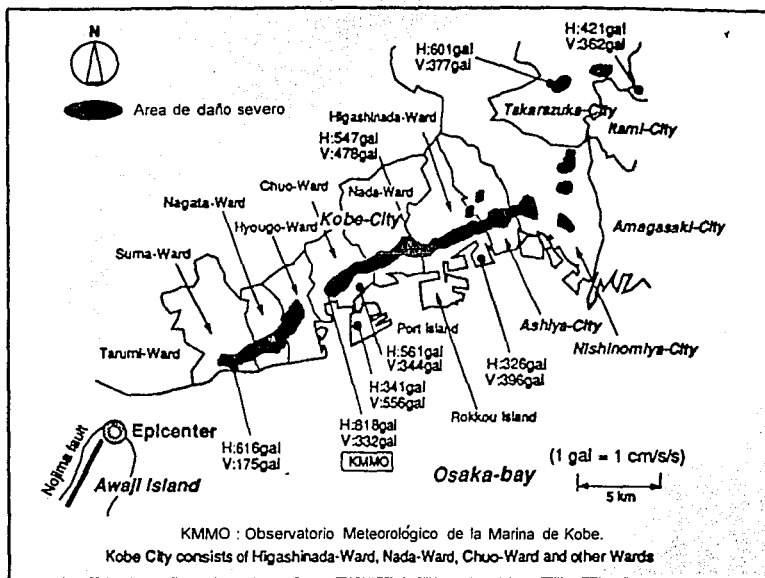 N
Area de daño severo
H:601gal
V:377gal
H:421gal
V:362gal
Takarazuka-City
Itami-City
Higashinada-Ward
H:547gal
V:478gal
Nada-Ward
Chuo-Ward
Kobe-City
Nagata-Ward
Hyougo-Ward
Suma-Ward
Amagasaki-City
Tarumi-Ward
Port Island
Ashiya-City
Nishinomiya-City
H:561gal
V:344gal
H:326gal
V:396gal
H:341gal
V:556gal
Rokkou Island
H:818gal
V:332gal
KMMO
H:616gal
V:175gal
Epicenter
Nojima fault
Awaji Island
Osaka-bay
(1 gal = 1 cm/s/s)
5 km
KMMO : Observatorio Meteorológico de la Marina de Kobe.
Kobe City consists of Higashinada-Ward, Nada-Ward, Chuo-Ward and other Wards